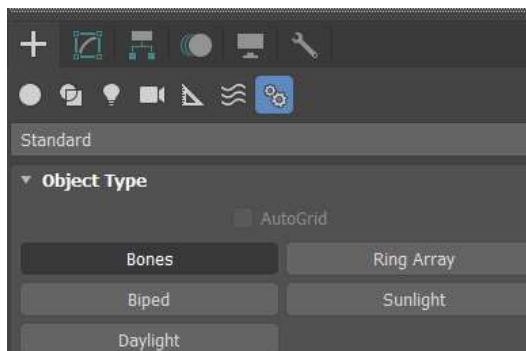 Standard
Object Type
AutoGrid
Bones Ring Array
Biped Sunlight
Daylight